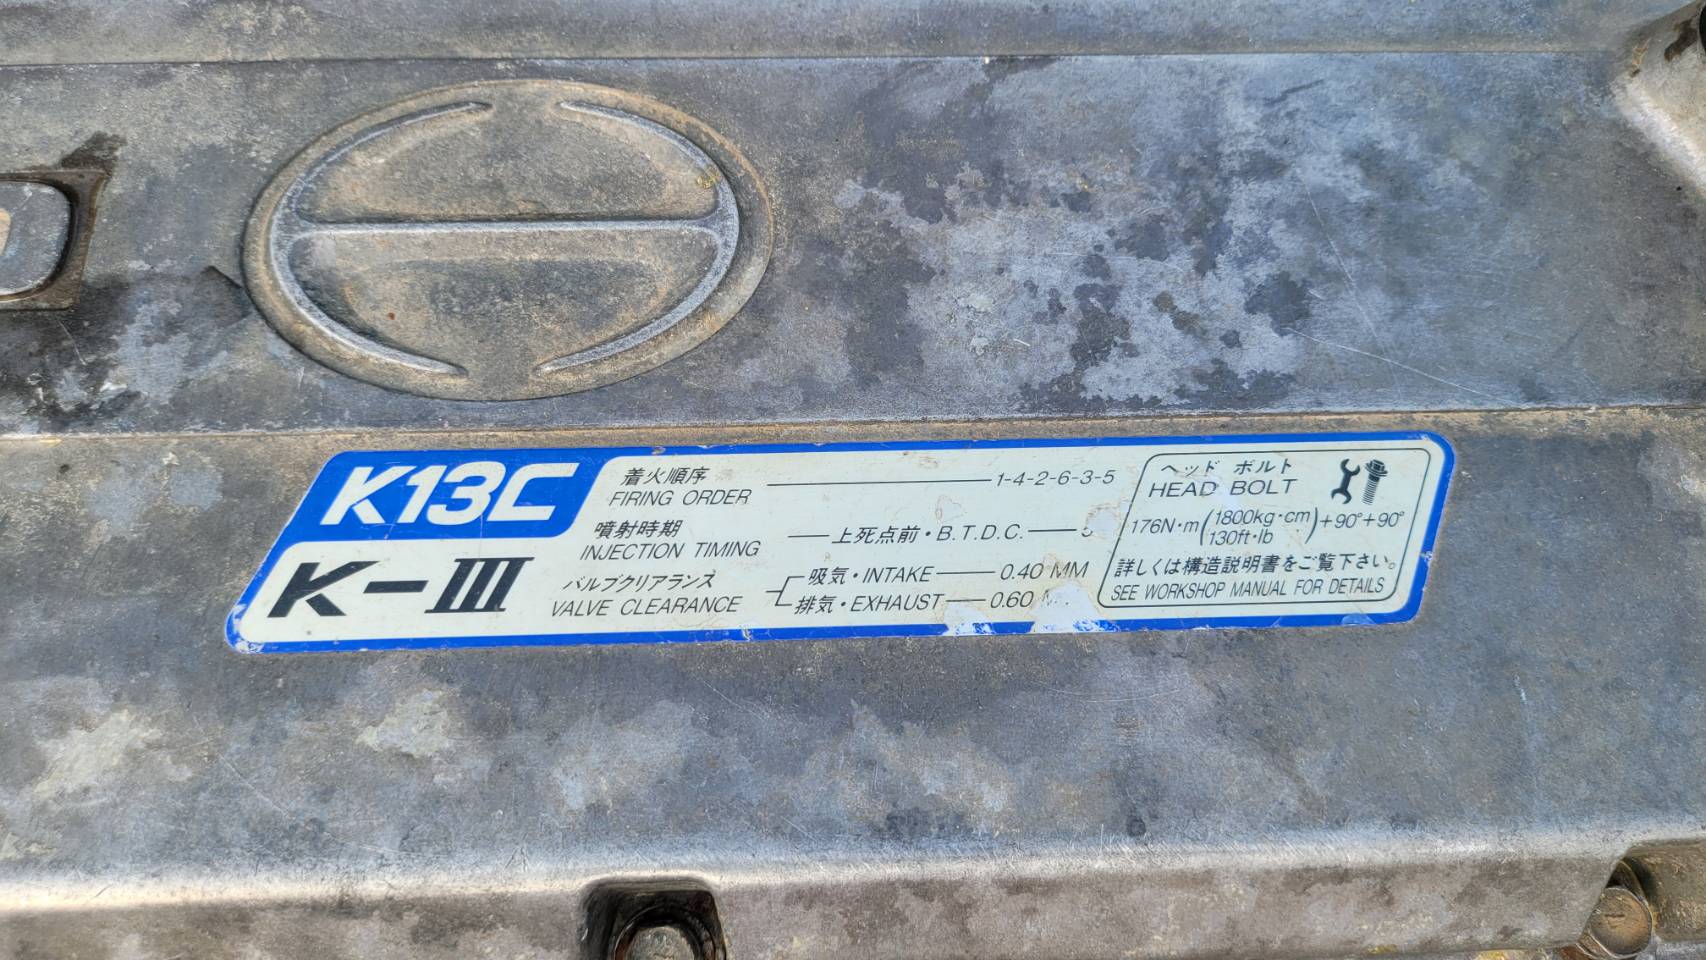 K13C
K-III
着火順序
FIRING ORDER 1-4-2-6-3-5
噴射時期
INJECTION TIMING 上死点前・B.T.D.C.
バルブクリアランス
VALVE CLEARANCE
吸気・INTAKE 0.40 MM
排気・EXHAUST 0.60
ヘッド ボルト
HEAD BOLT
176N・m(1800kg・cm
130ft・lb)+90°+90°
詳しくは構造説明書をご覧下さい。
SEE WORKSHOP MANUAL FOR DETAILS